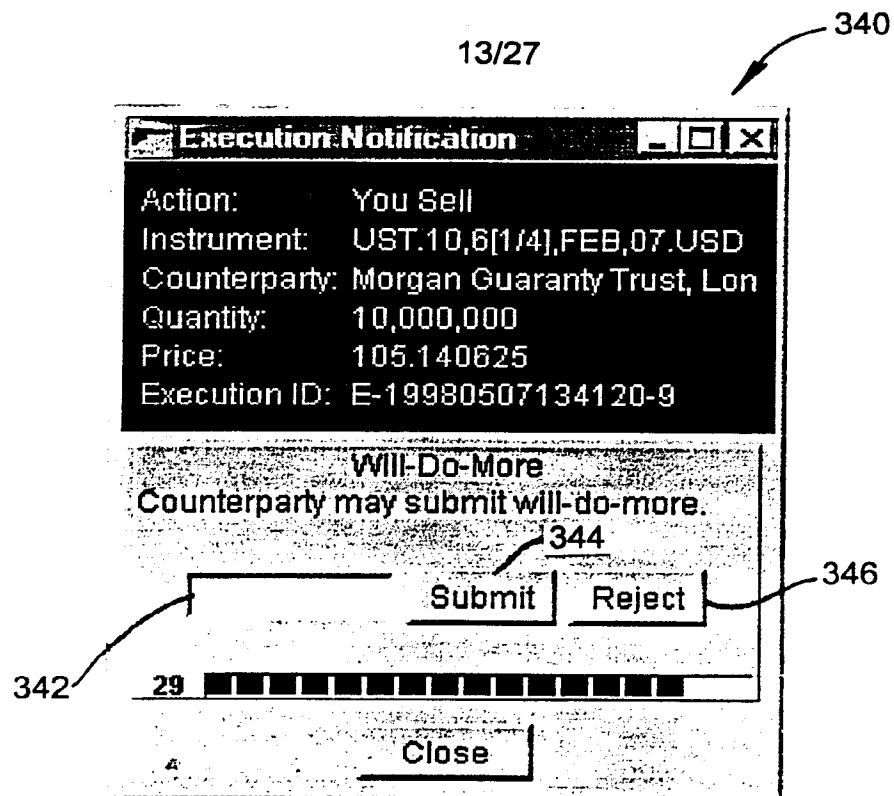 340
13/27
Execution Notification
Action: You Sell
Instrument: UST.10,6[1/4],FEB,07.USD
Counterparty: Morgan Guaranty Trust, Lon
Quantity: 10,000,000
Price: 105.140625
Execution ID: E-19980507134120-9
Will-Do-More
Counterparty may submit will-do-more.
344
Submit Reject 346
342 29
Close